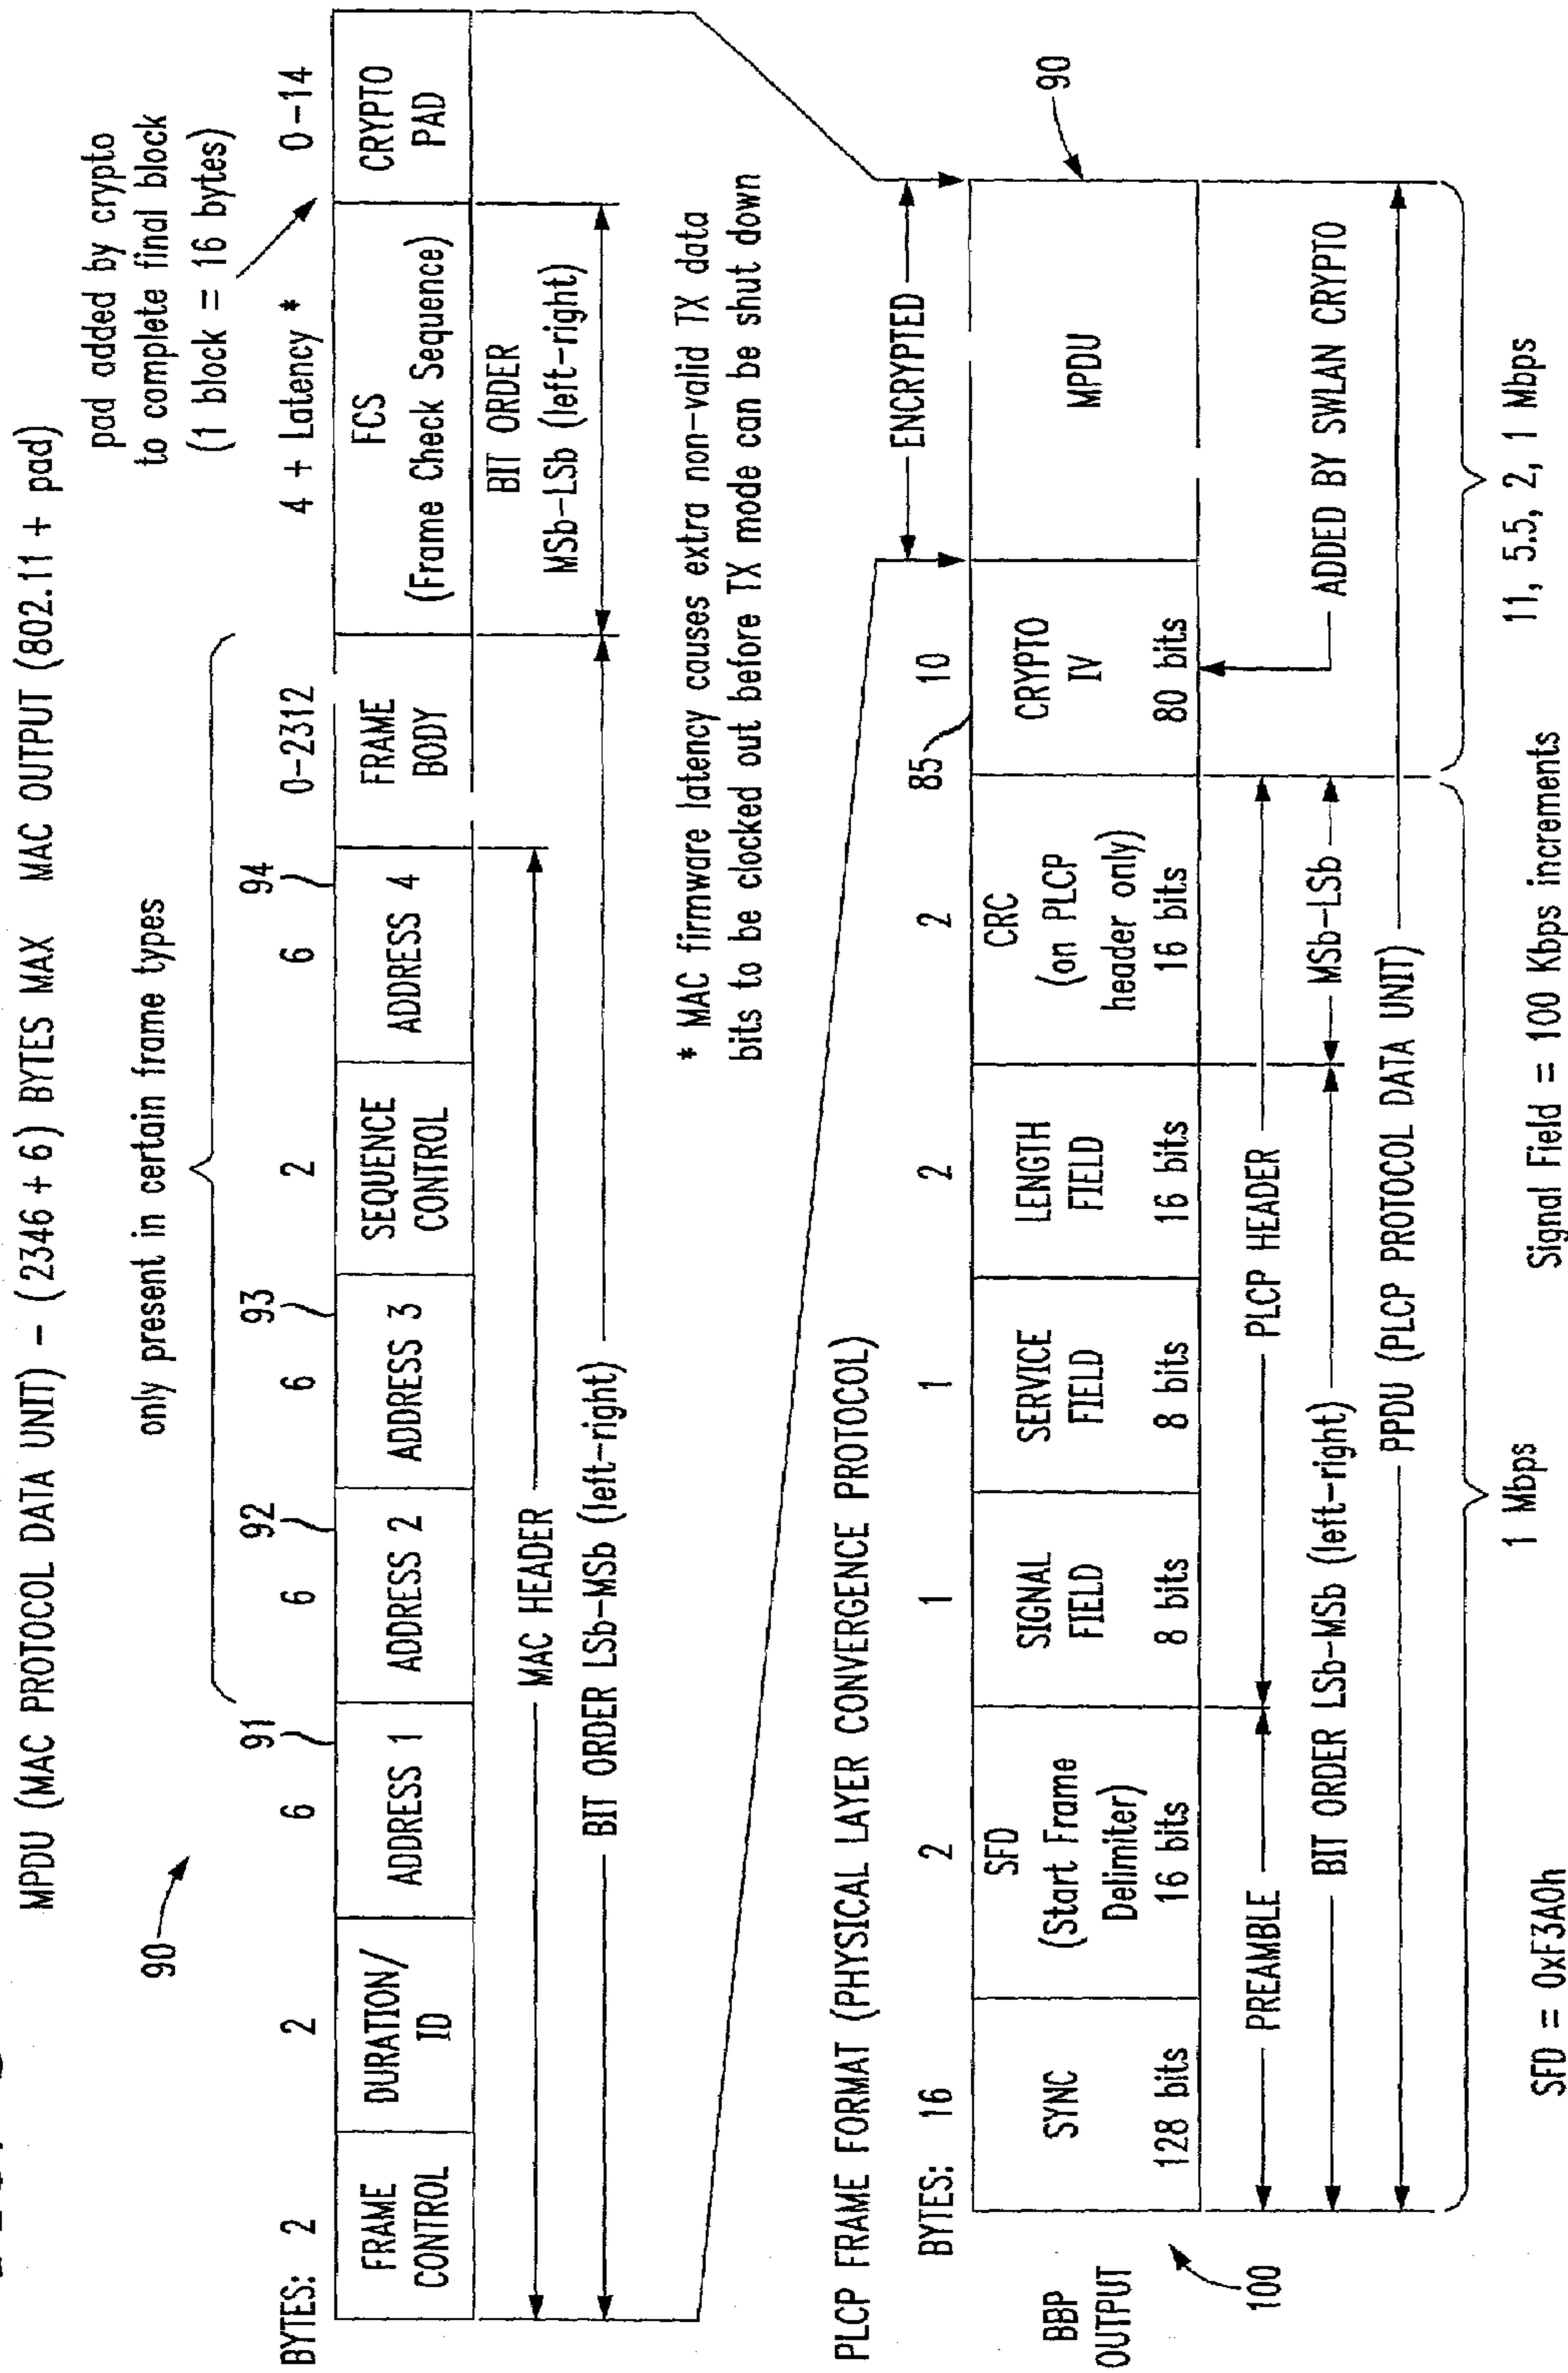 MPDU (MAC PROTOCOL DATA UNIT) – (2346 + 6) BYTES MAX MAC OUTPUT (802.11 + pad)
90
only present in certain frame types
pad added by crypto
to complete final block
(1 block = 16 bytes)
91
92
93
94
BYTES: 2 2 6 6 6 2 6 0–2312 4 + Latency * 0–14
FRAME CONTROL
DURATION/ ID
ADDRESS 1
ADDRESS 2
ADDRESS 3
SEQUENCE CONTROL
ADDRESS 4
FRAME BODY
FCS
(Frame Check Sequence)
CRYPTO PAD
BIT ORDER
MSb–LSb (left–right)
MAC HEADER
BIT ORDER LSb–MSb (left–right)
* MAC firmware latency causes extra non–valid TX data
bits to be clocked out before TX mode can be shut down
PLCP FRAME FORMAT (PHYSICAL LAYER CONVERGENCE PROTOCOL)
ENCRYPTED
90
85
BYTES: 16 2 1 1 2 2 10
BBP
OUTPUT
100
SYNC
128 bits
SFD
(Start Frame
Delimiter)
16 bits
SIGNAL
FIELD
8 bits
SERVICE
FIELD
8 bits
LENGTH
FIELD
16 bits
CRC
(on PLCP
header only)
16 bits
CRYPTO
IV
80 bits
MPDU
PREAMBLE
PLCP HEADER
ADDED BY SWLAN CRYPTO
BIT ORDER LSb–MSb (left–right)
MSb–LSb
PPDU (PLCP PROTOCOL DATA UNIT)
1 Mbps
11, 5.5, 2, 1 Mbps
SFD = 0xF3A0h
Signal Field = 100 Kbps increments